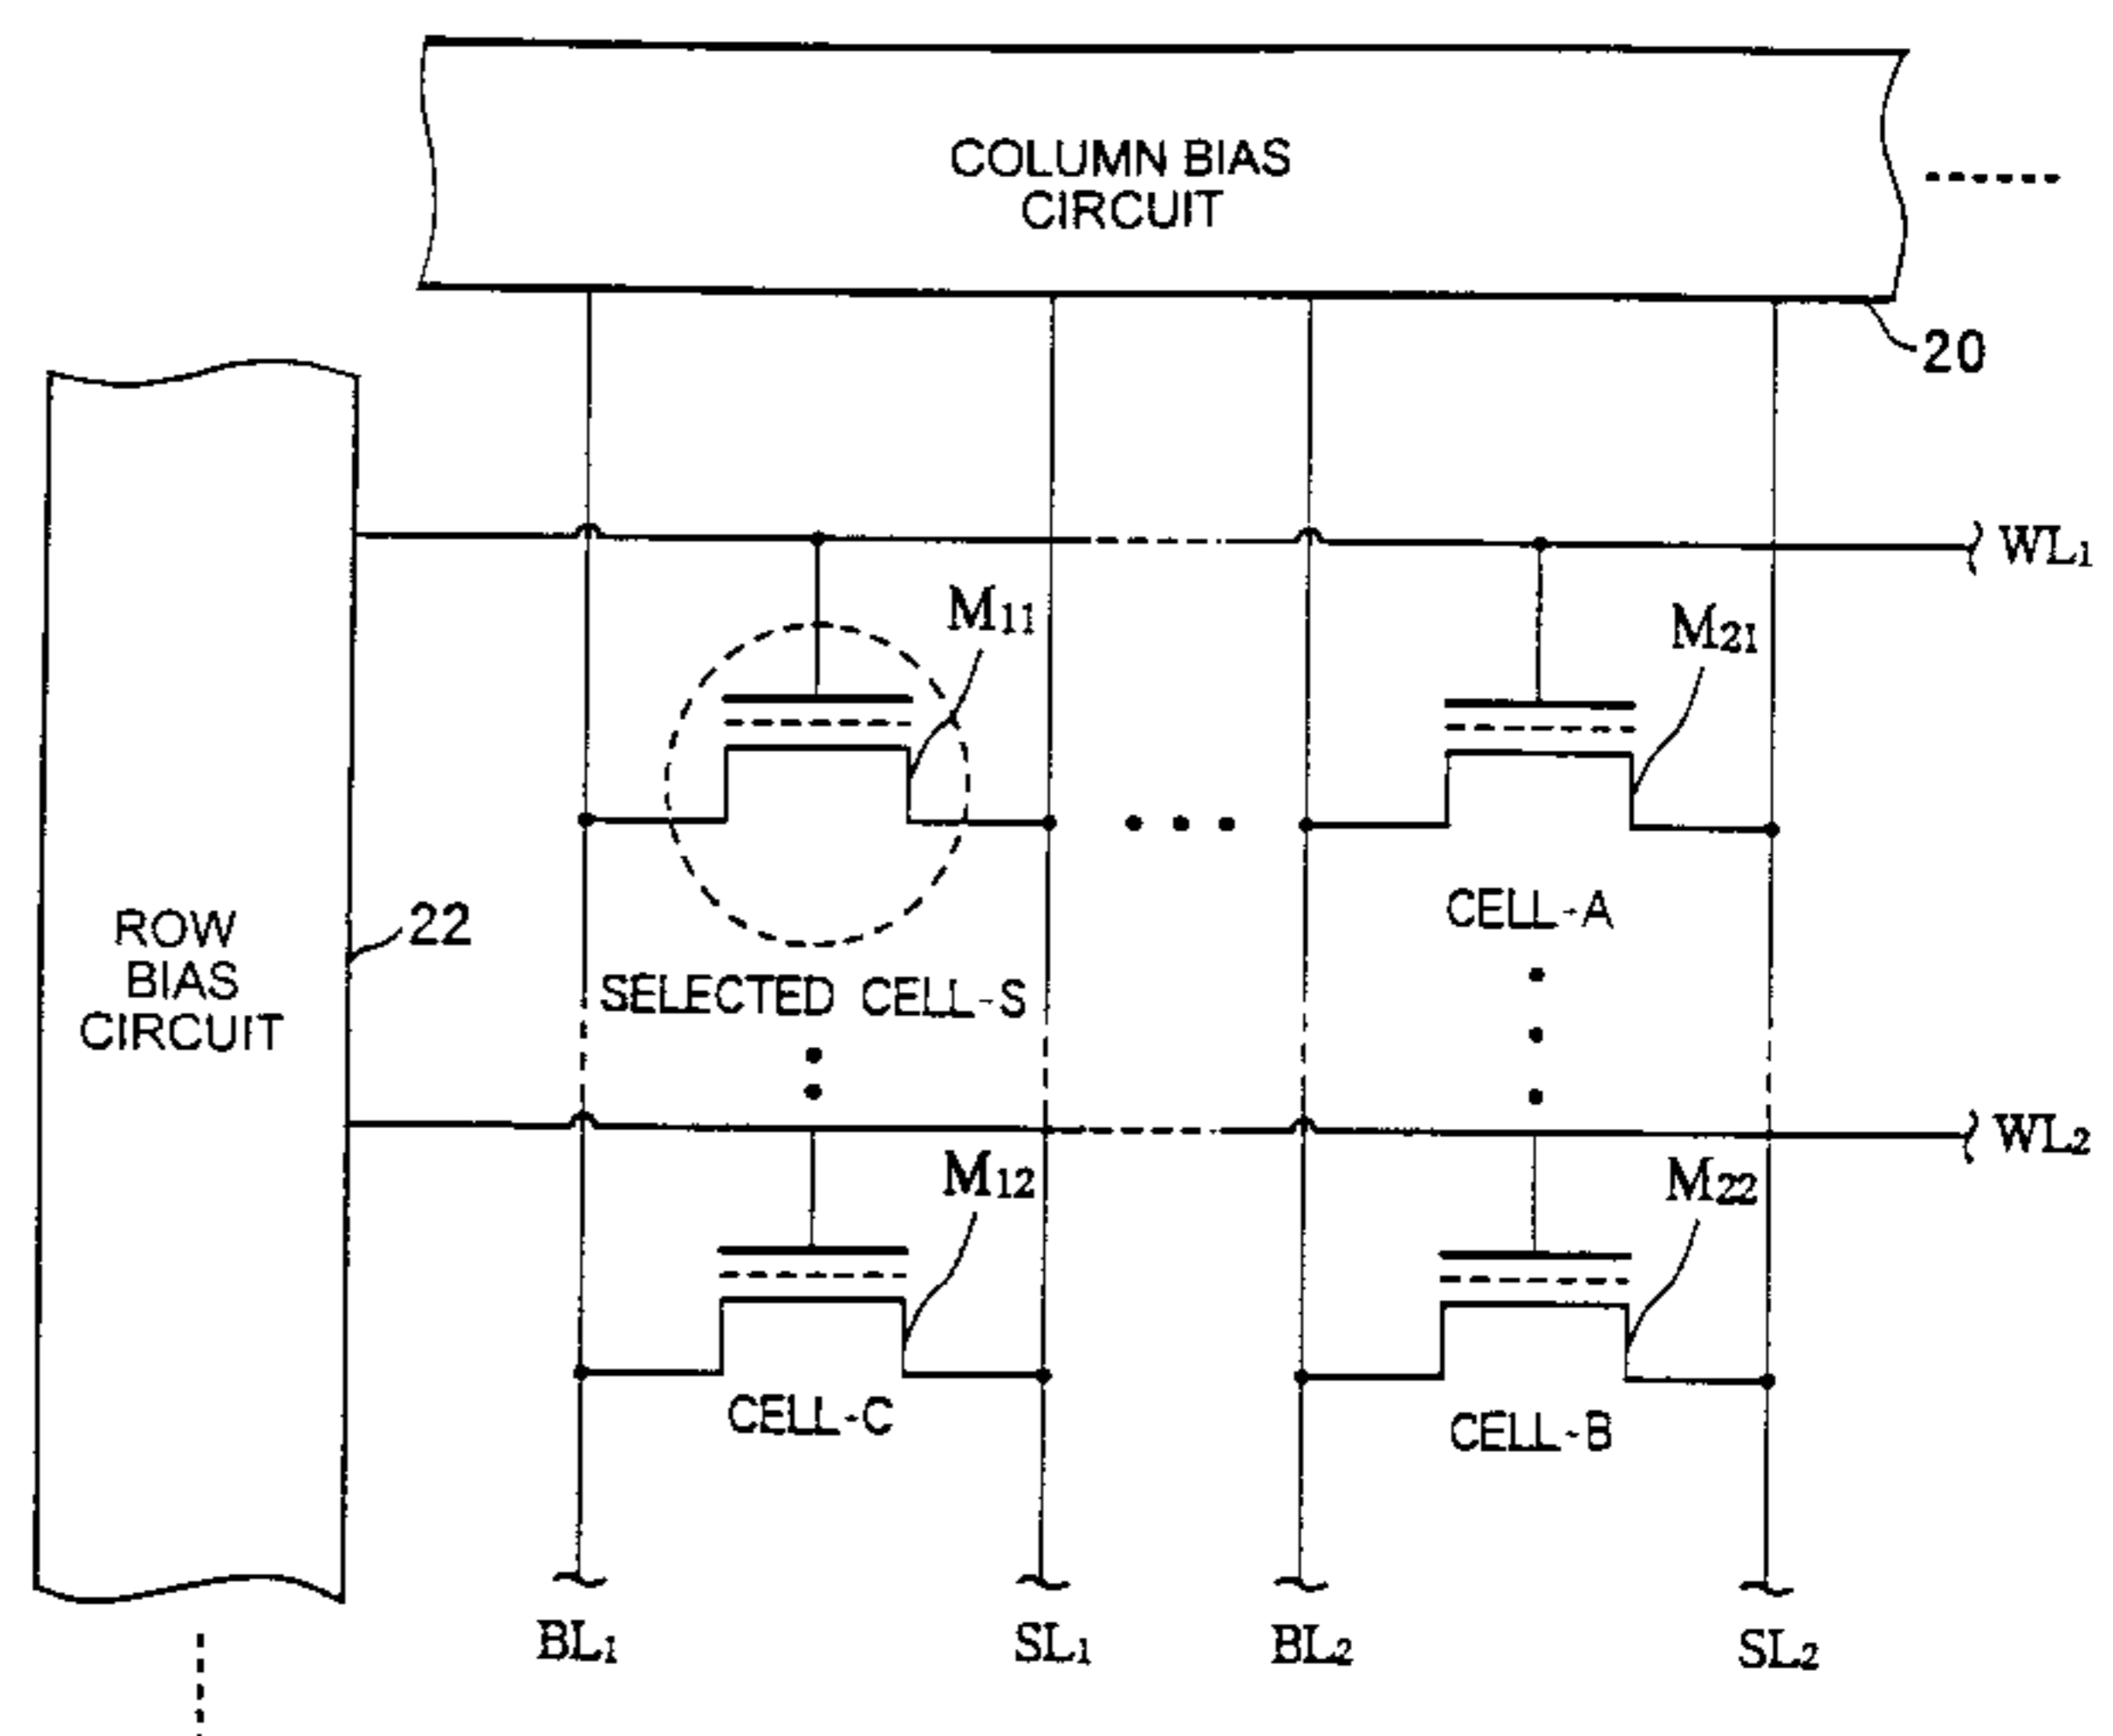 COLUMN BIAS
CIRCUIT
20
WL1
M11
M21
CELL-A
22
ROW
BIAS
CIRCUIT
SELECTED CELL-S
WL2
M12
M22
CELL-C
CELL-B
BL1
SL1
BL2
SL2